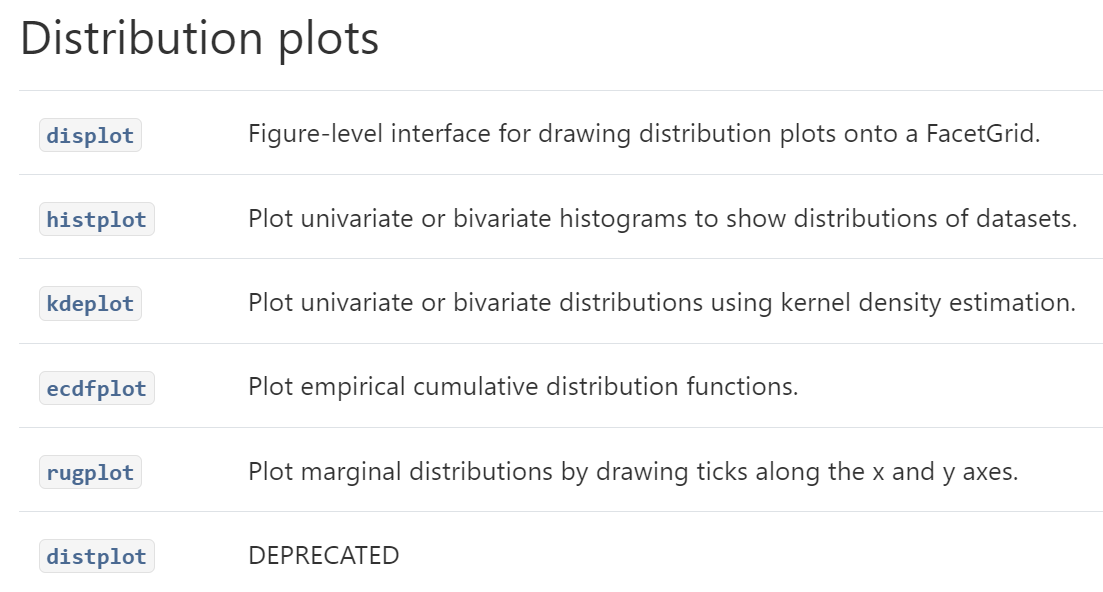 Distribution plots
displot Figure-level interface for drawing distribution plots onto a FacetGrid.
histplot Plot univariate or bivariate histograms to show distributions of datasets.
kdeplot Plot univariate or bivariate distributions using kernel density estimation.
ecdfplot Plot empirical cumulative distribution functions.
rugplot Plot marginal distributions by drawing ticks along the x and y axes.
distplot DEPRECATED